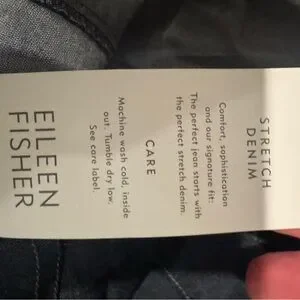 STRETCH
DENIM
Comfort, sophistication
and our signature fit:
The perfect jean starts with
the perfect stretch denim.
CARE
Machine wash cold, inside
out. Tumble dry low.
See care label.
EILEEN
FISHER